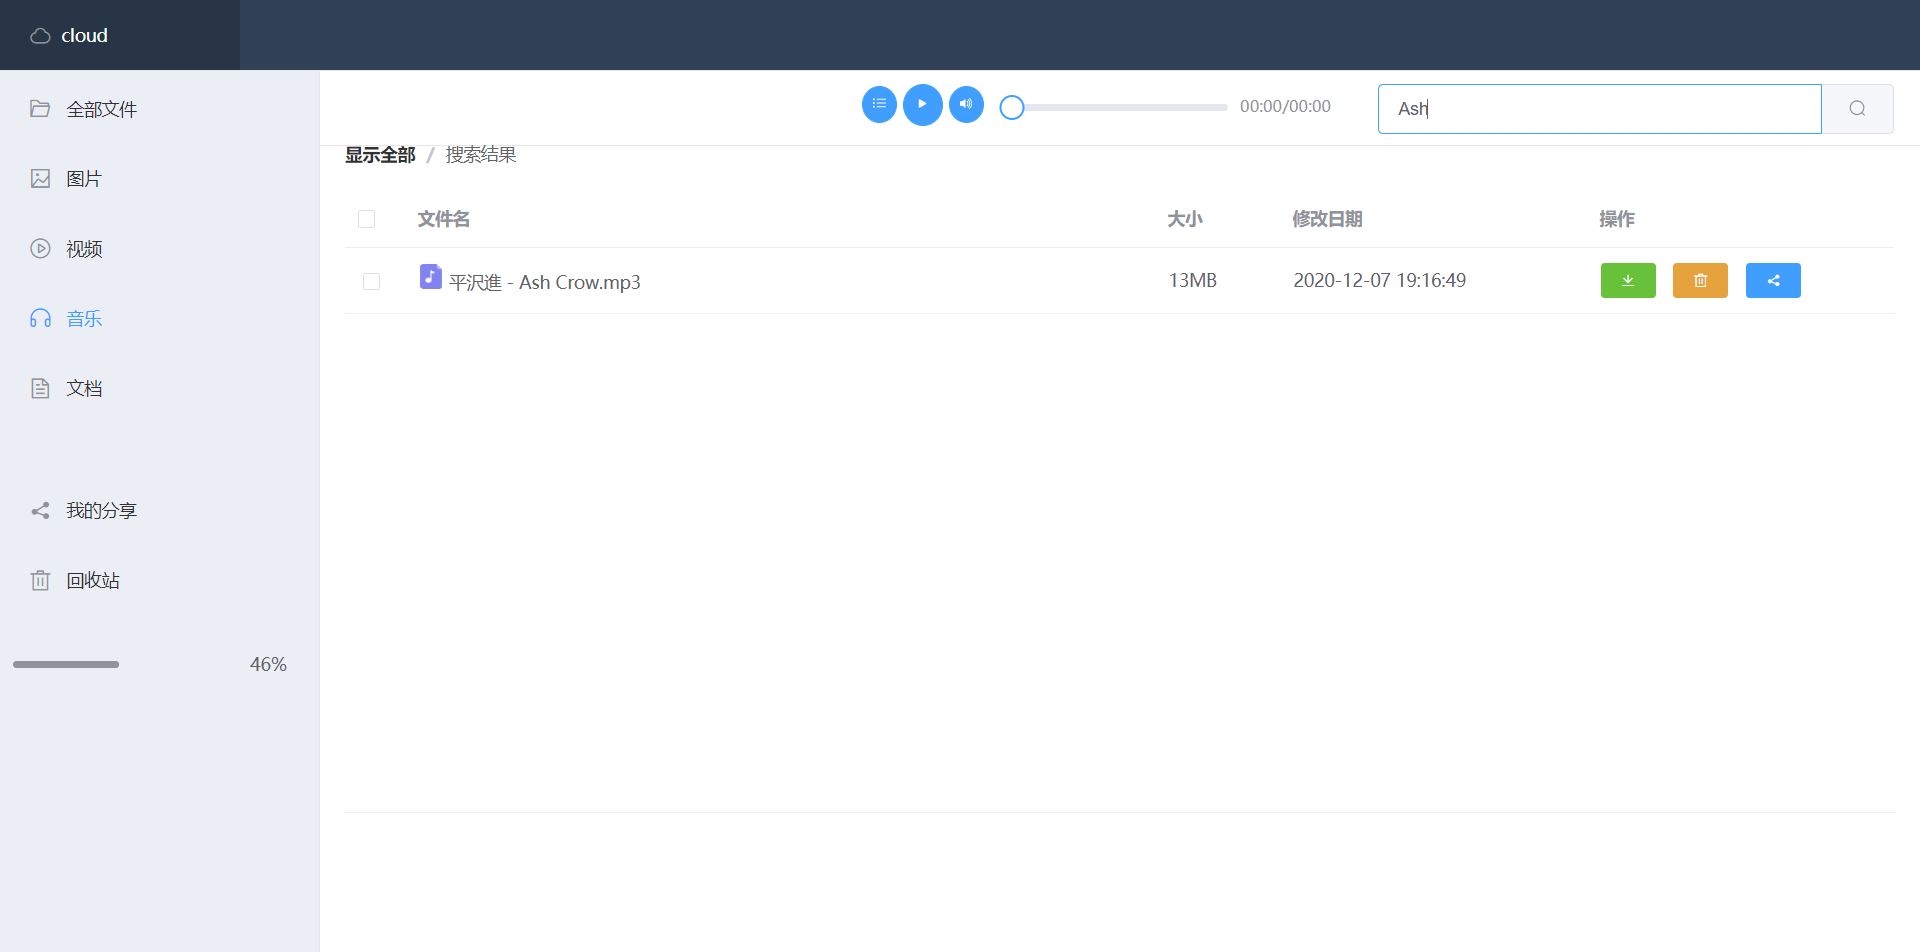 cloud
全部文件
图片
视频
音乐
文档
我的分享
回收站
46%
00:00/00:00
Ash
显示全部 / 搜索结果
文件名 大小 修改日期 操作
平沢進 - Ash Crow.mp3 13MB 2020-12-07 19:16:49